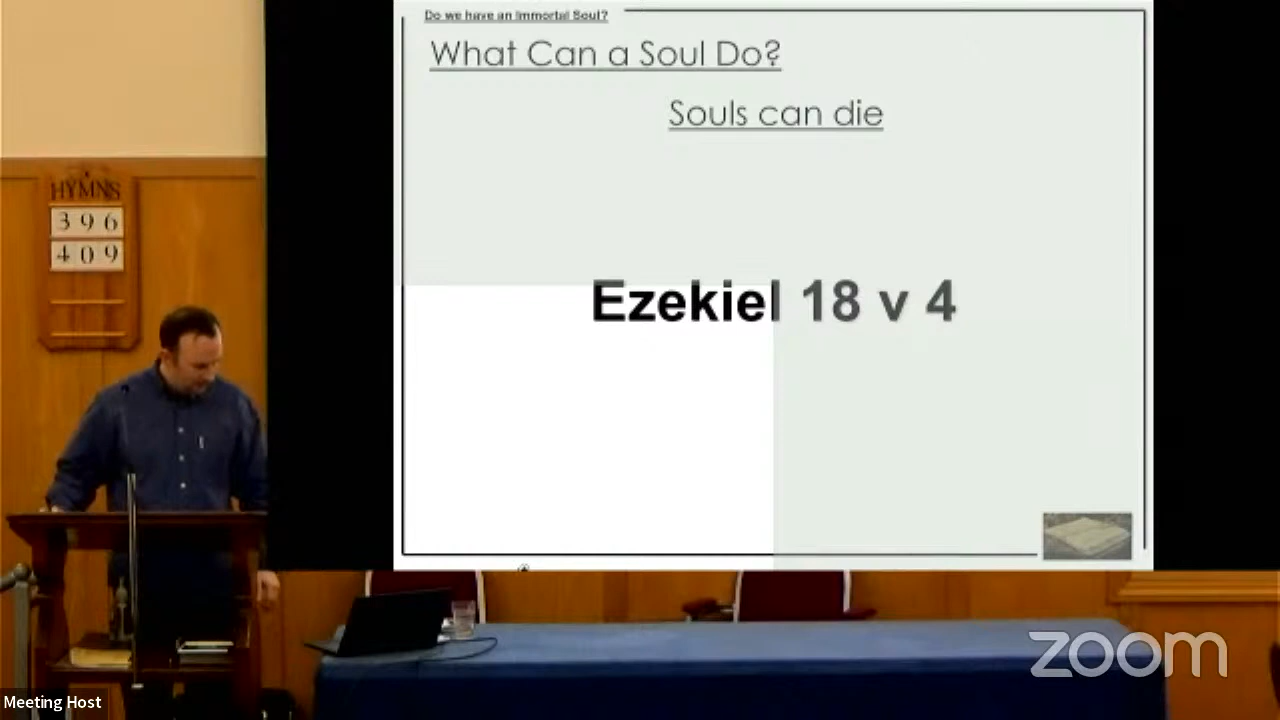 Do we have an Immortal Soul?
What Can a Soul Do?
Souls can die
Ezekiel 18 v 4
HYMNS
396
409
zoom
Meeting Host